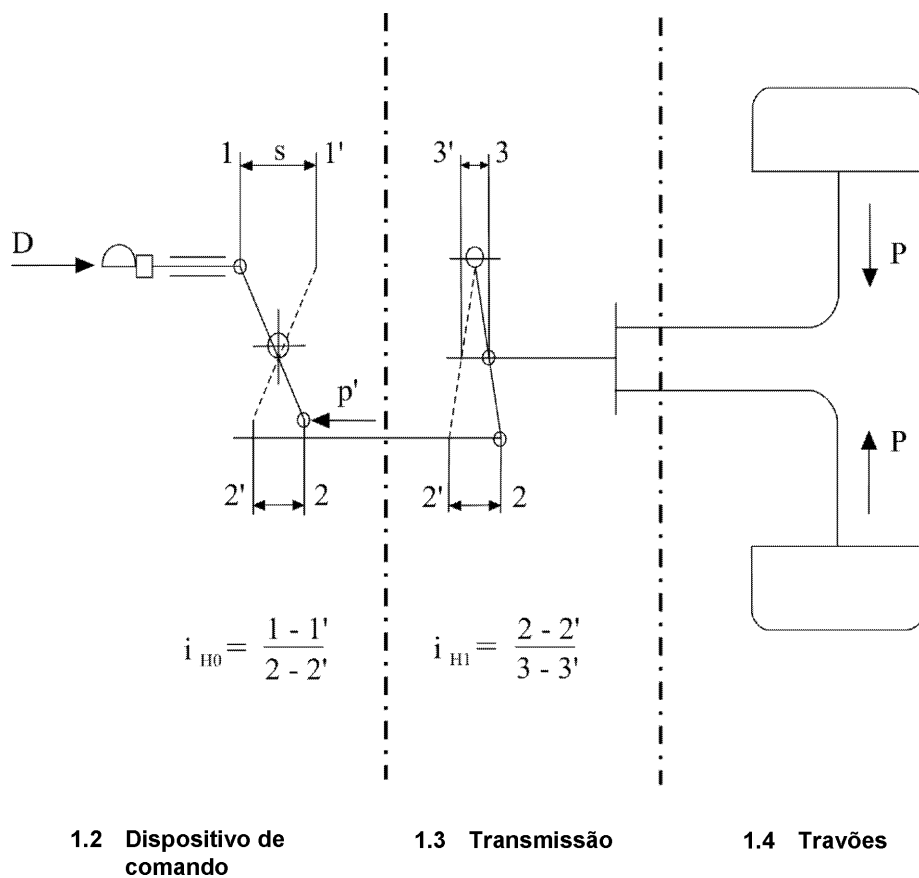 1 s 1'
3' 3
D
P
p'
P
2' 2
2' 2
i H0 = 1 - 1' / 2 - 2'
i H1 = 2 - 2' / 3 - 3'
1.2 Dispositivo de
comando
1.3 Transmissão
1.4 Travões